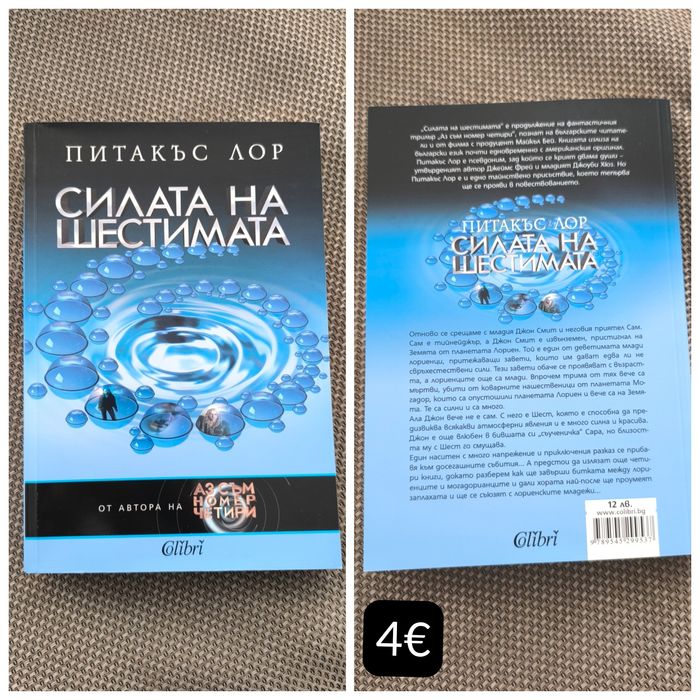 ПИТАКЪС ЛОР
СИЛАТА НА
ШЕСТИМАТА
ОТ АВТОРА НА
АЗ СЪМ
НОМЕР
ЧЕТИРИ
Colibri
„Силата на шестимата" е продължение на фантастичния
трилър "Аз съм номер четири", познат на българските читате-
ли и от филма с продуцент Майкъл Бей. Книгата излиза на
български език почти едновременно с американския оригинал.
Питакъс Лор е псевдоним, зад който се крият двама души –
утвърденият автор Джеймс Фрей и младият Джоуби Хюз. Но
Питакъс Лор е и едно тайнствено присъствие, което тепърва
ще се прояви в повествованието.
ПИТАКЪС ЛОР
СИЛАТА НА
ШЕСТИМАТА
Отново се срещаме с младия Джон Смит и неговия приятел Сам.
Сам е тийнейджър, а Джон Смит е извънземен, пристигнал на
Земята от планетата Лориен. Той е един от деветимата млади
лориенци, притежаващи завети, които им дават едва ли не
свръхестествени сили. Тези завети обаче се проявяват с възраст-
та, а лориенците още са млади. Впрочем трима от тях вече са
мъртви, убити от коварните нашественици от планетата Мо-
гадор, които са опустошили планетата Лориен и вече са на Земя-
та. Те са силни и са много.
Ала Джон вече не е сам. С него е Шест, която е способна да пре-
дизвиква всякакви атмосферни явления и е много силна и красива.
Джон е още влюбен в бившата си „съученичка" Сара, но близост-
та му с Шест го смущава.
Един наситен с много напрежение и приключения разказ се приба-
вя към досегашните събития... А предстои да излязат още чети-
ри книги, докато разберем как ще завърши битката между лори-
енците и могадорианците и дали хората най-после ще проумеят
заплахата и ще се съюзят с лориенските младежи...
12 лв.
www.colibri.bg
9 789545 299537
Colibri
4€